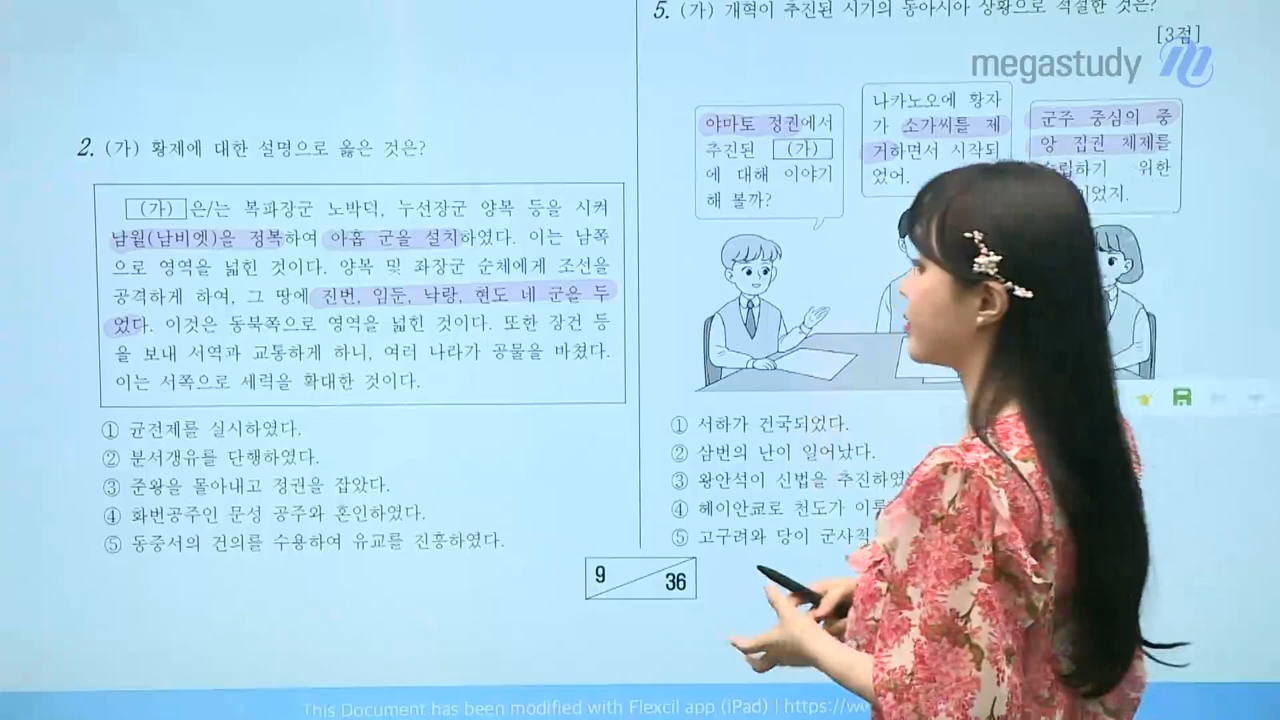 2. (가) 황제에 대한 설명으로 옳은 것은?
(가) 은/는 복파장군 노박덕, 누선장군 양복 등을 시켜
남월(남비엣)을 정복하여 아홉 군을 설치하였다. 이는 남쪽
으로 영역을 넓힌 것이다. 양복 및 좌장군 순체에게 조선을
공격하게 하여, 그 땅에 진번, 임둔, 낙랑, 현도 네 군을 두
었다. 이것은 동북쪽으로 영역을 넓힌 것이다. 또한 장건 등
을 보내 서역과 교통하게 하니, 여러 나라가 공물을 바쳤다.
이는 서쪽으로 세력을 확대한 것이다.
① 균전제를 실시하였다.
② 분서갱유를 단행하였다.
③ 준왕을 몰아내고 정권을 잡았다.
④ 화번공주인 문성 공주와 혼인하였다.
⑤ 동중서의 건의를 수용하여 유교를 진흥하였다.
5. (가) 개혁이 추진된 시기의 동아시아 상황으로 적절한 것은?
[3점]
megastudy
야마토 정권에서
추진된 (가)
에 대해 이야기
해 볼까?
나카노오에 황자
가 소가씨를 제
거하면서 시작되
었어.
군주 중심의 중
앙 집권 체제를
수립하기 위한
이었지.
① 서하가 건국되었다.
② 삼번의 난이 일어났다.
③ 왕안석이 신법을 추진하였
④ 헤이안쿄로 천도가
⑤ 고구려와 당이 군사적
9 36
This Document has been modified with Flexcil app (iPad) | https://